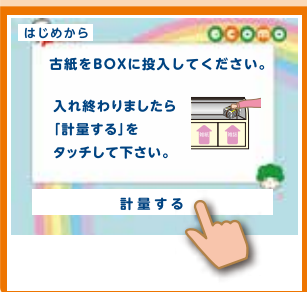 はじめから
ecomo
古紙をBOXに投入してください。
入れ終わりましたら
「計量する」を
タッチして下さい。
計量する